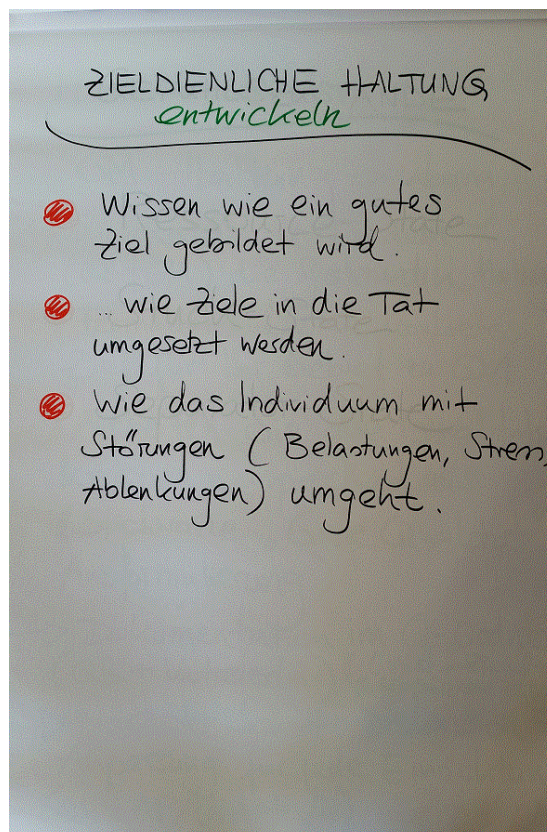 ZIELDIENLICHE HALTUNG
entwickeln
Wissen wie ein gutes
Ziel gebildet wird.
... wie Ziele in die Tat
umgesetzt werden.
Wie das Individuum mit
Störungen (Belastungen, Stress,
Ablenkungen) umgeht.